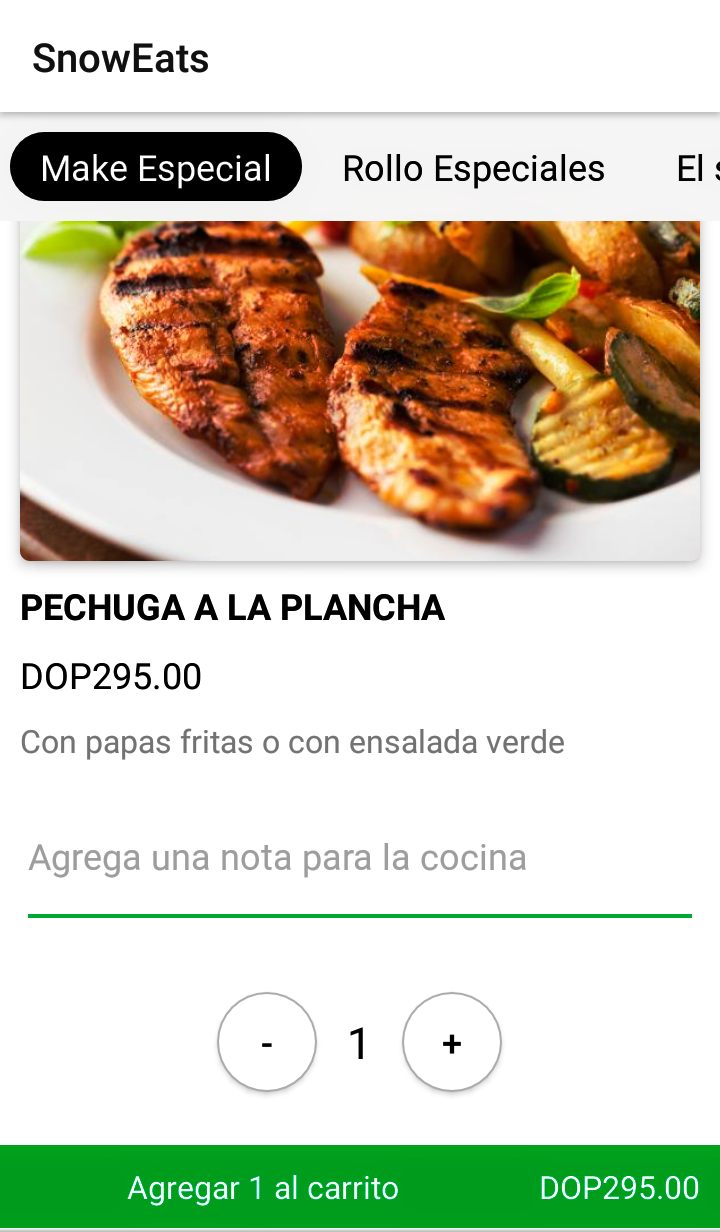 SnowEats
Make Especial Rollo Especiales El
PECHUGA A LA PLANCHA
DOP295.00
Con papas fritas o con ensalada verde
Agrega una nota para la cocina
- 1 +
Agregar 1 al carrito DOP295.00